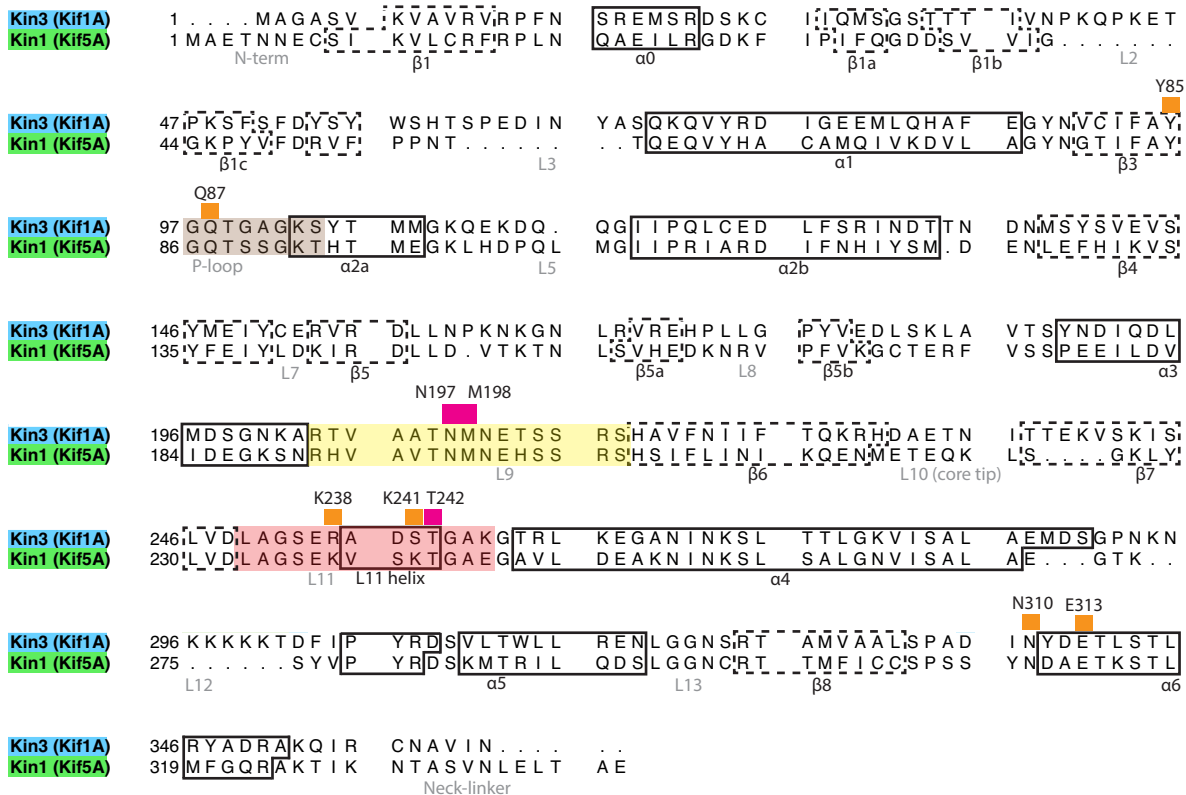 Kin3 (Kif1A) 1 . . . . M A G A S V K V A V R V R P F N S R E M S R D S K C I I Q M S G S T T T I V N P K Q P K E T
Kin1 (Kif5A) 1 M A E T N N E C S I K V L C R F R P L N Q A E I L R G D K F I P I F Q G D D S V V I G . . . . . . .
N-term β1 α0 β1a β1b L2
Y85
Kin3 (Kif1A) 47 P K S F S F D Y S Y W S H T S P E D I N Y A S Q K Q V Y R D I G E E M L Q H A F E G Y N V C I F A Y
Kin1 (Kif5A) 44 G K P Y V F D R V F P P N T . . . . . . . . T Q E Q V Y H A C A M Q I V K D V L A G Y N G T I F A Y
β1c L3 α1 β3
Q87
Kin3 (Kif1A) 97 G Q T G A G K S Y T M M G K Q E K D Q . Q G I I P Q L C E D L F S R I N D T T N D N M S Y S V E V S
Kin1 (Kif5A) 86 G Q T S S G K T H T M E G K L H D P Q L M G I I P R I A R D I F N H I Y S M . D E N L E F H I K V S
P-loop α2a L5 α2b β4
Kin3 (Kif1A) 146 Y M E I Y C E R V R D L L N P K N K G N L R V R E H P L L G P Y V E D L S K L A V T S Y N D I Q D L
Kin1 (Kif5A) 135 Y F E I Y L D K I R D L L D . V T K T N L S V H E D K N R V P F V K G C T E R F V S S P E E I L D V
L7 β5 β5a L8 β5b α3
N197 M198
Kin3 (Kif1A) 196 M D S G N K A R T V A A T N M N E T S S R S H A V F N I I F T Q K R H D A E T N I T T E K V S K I S
Kin1 (Kif5A) 184 I D E G K S N R H V A V T N M N E H S S R S H S I F L I N I K Q E N M E T E Q K L S . . . . G K L Y
L9 β6 L10 (core tip) β7
K238 K241 T242
Kin3 (Kif1A) 246 L V D L A G S E R A D S T G A K G T R L K E G A N I N K S L T T L G K V I S A L A E M D S G P N K N
Kin1 (Kif5A) 230 L V D L A G S E K V S K T G A E G A V L D E A K N I N K S L S A L G N V I S A L A E . . . G T K . .
L11 L11 helix α4
N310 E313
Kin3 (Kif1A) 296 K K K K K T D F I P Y R D S V L T W L L R E N L G G N S R T A M V A A L S P A D I N Y D E T L S T L
Kin1 (Kif5A) 275 . . . . . . S Y V P Y R D S K M T R I L Q D S L G G N C R T T M F I C C S P S S Y N D A E T K S T L
L12 α5 L13 β8 α6
Kin3 (Kif1A) 346 R Y A D R A K Q I R C N A V I N . . . . . .
Kin1 (Kif5A) 319 M F G Q R A K T I K N T A S V N L E L T A E
Neck-linker